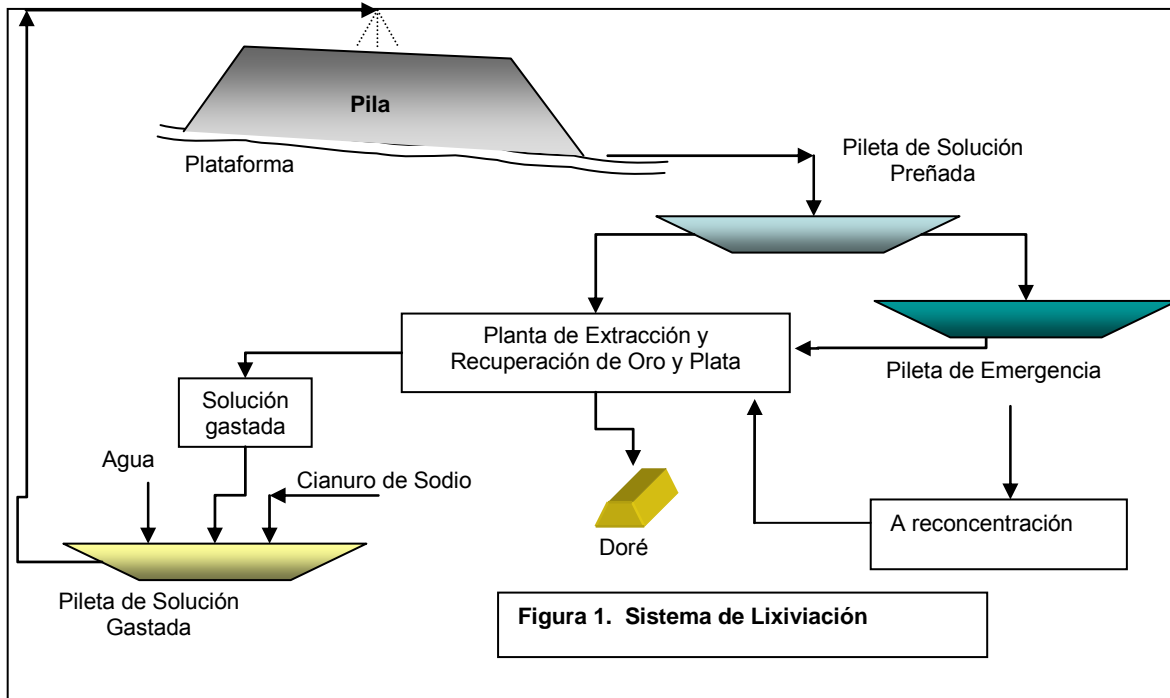 Pila
Plataforma
Pileta de Solución
Preñada
Planta de Extracción y
Recuperación de Oro y Plata
Pileta de Emergencia
Solución
gastada
Agua
Cianuro de Sodio
Doré
A reconcentración
Pileta de Solución
Gastada
Figura 1. Sistema de Lixiviación